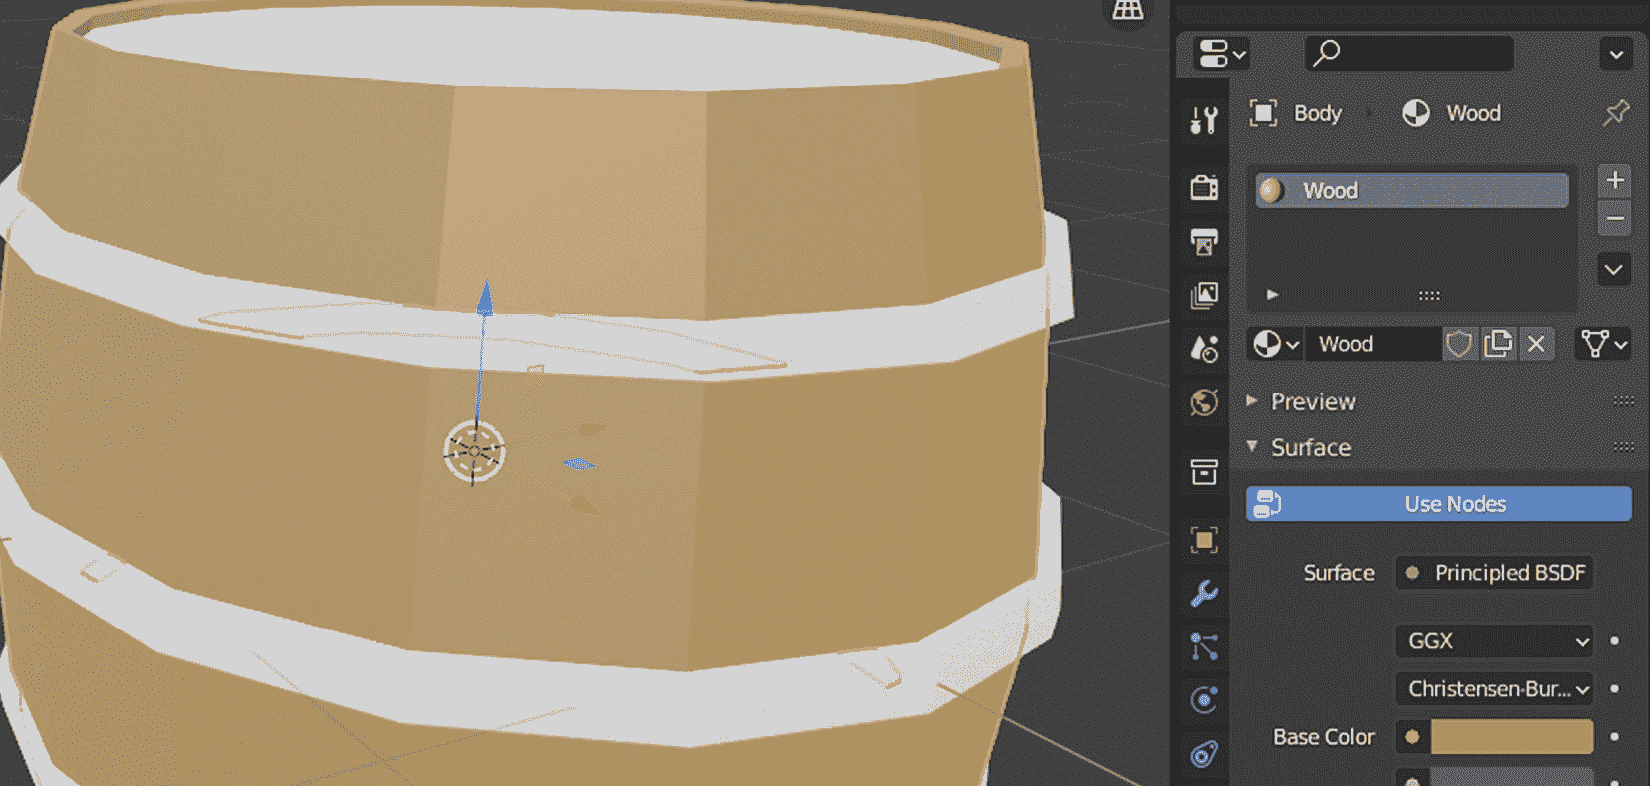 Body Wood
Wood
Wood
Preview
Surface
Use Nodes
Surface Principled BSDF
GGX
Christensen-Bur...
Base Color